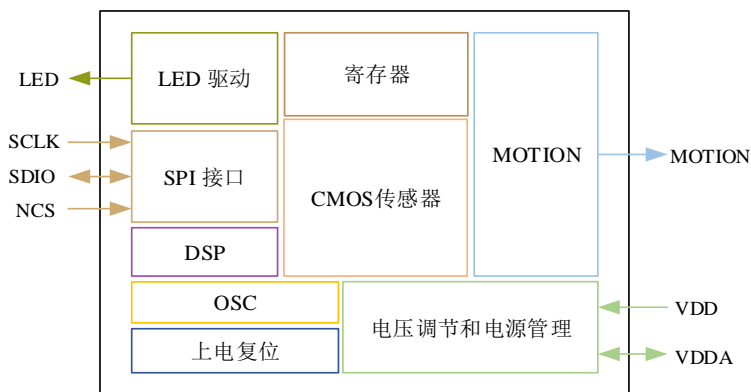 LED 驱动
寄存器
LED
SCLK
SPI 接口
MOTION
MOTION
SDIO
CMOS传感器
NCS
DSP
OSC
电压调节和电源管理
VDD
上电复位
VDDA